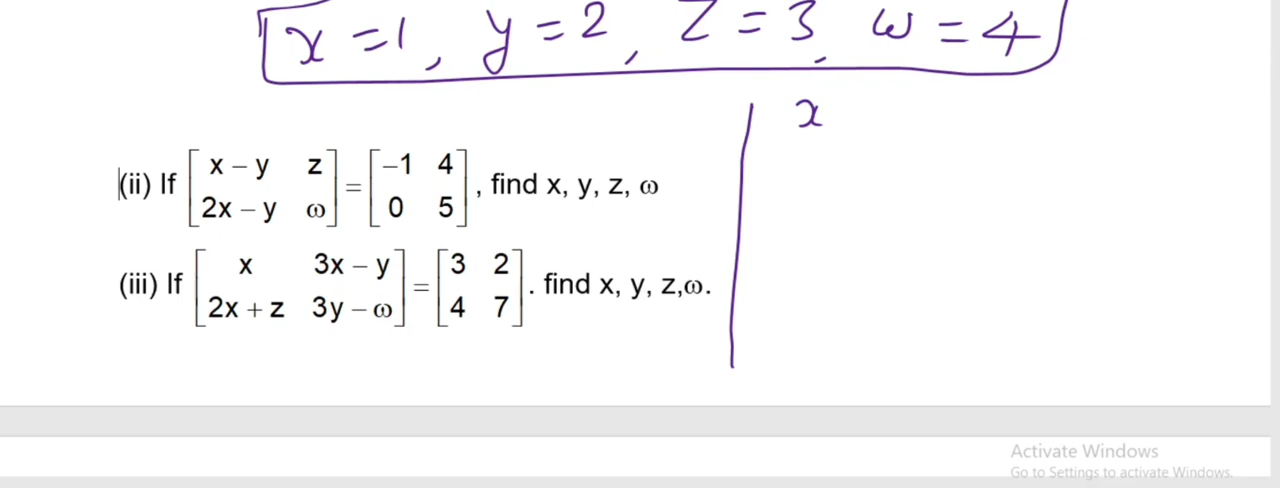 x = 1, y = 2, z = 3, ω = 4
x
(ii) If [x – y z
2x – y ω] = [–1 4
0 5], find x, y, z, ω
(iii) If [x 3x – y
2x + z 3y – ω] = [3 2
4 7]. find x, y, z,ω.
Activate Windows
Go to Settings to activate Windows.